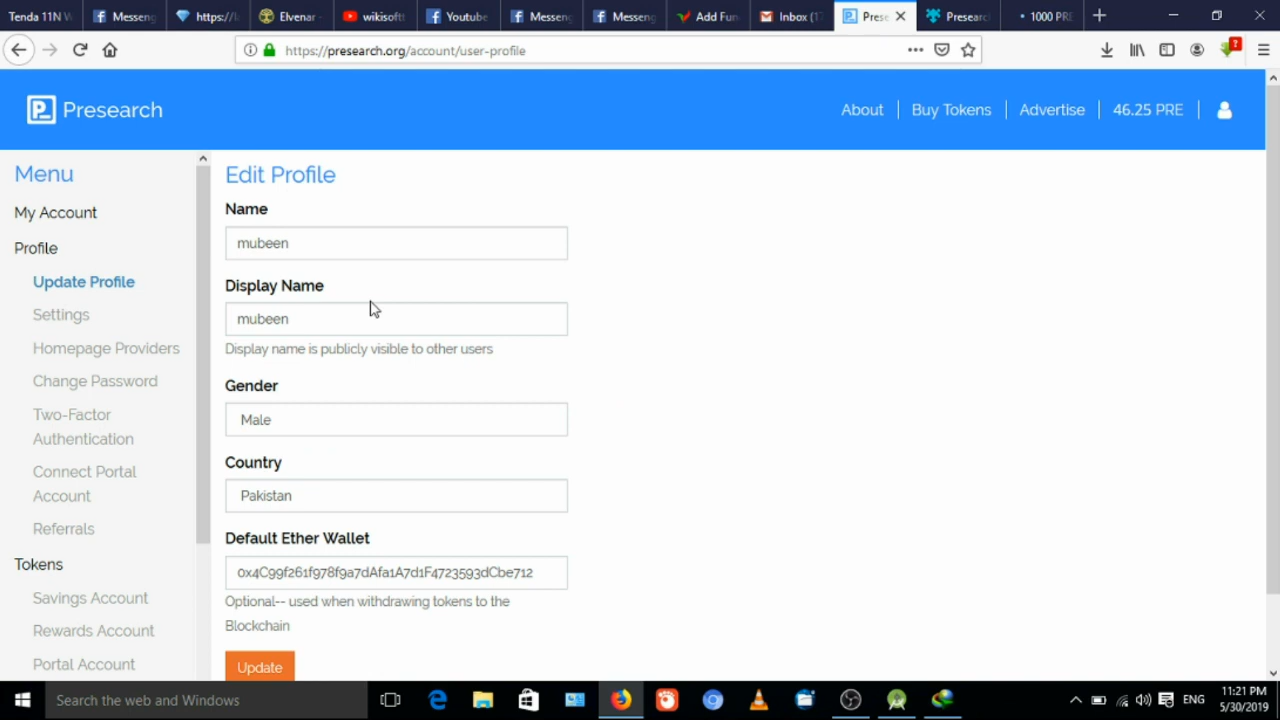 Tenda 11N W
Messeng
https://
Elvenar
wikisoftt
Youtube
Messeng
Messeng
Add Fun
Inbox (1
Prese
Presearc
1000 PRE
https://presearch.org/account/user-profile
Presearch
About
Buy Tokens
Advertise
46.25 PRE
Menu
My Account
Profile
Update Profile
Settings
Homepage Providers
Change Password
Two-Factor
Authentication
Connect Portal
Account
Referrals
Tokens
Savings Account
Rewards Account
Portal Account
Edit Profile
Name
mubeen
Display Name
mubeen
Display name is publicly visible to other users
Gender
Male
Country
Pakistan
Default Ether Wallet
0x4C99f261f978f9a7dAfa1A7d1F4723593dCbe712
Optional-- used when withdrawing tokens to the
Blockchain
Update
Search the web and Windows
ENG
11:21 PM
5/30/2019